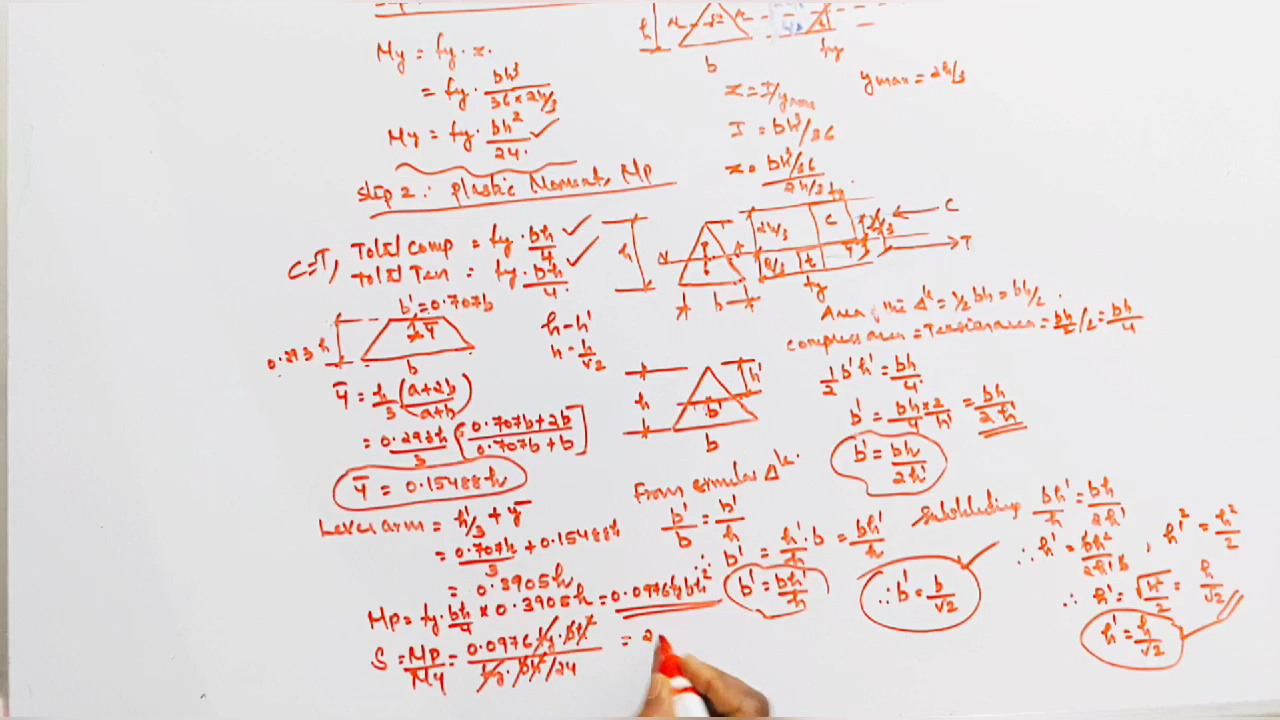 My = fy · z.
= fy · bh³/36×2h/3
My = fy · bh²/24.
Step 2: Plastic Moment, Mp
C=T, Total comp = fy · bh/4
Total Ten = fy · bh/4.
b' = 0.707b
0.293h
ȳ
b
h-h'
h - h/√2
ȳ = h/3 (a+2b/a+b)
= 0.293h/3 [0.707b+2b/0.707b+b]
ȳ = 0.15488h
Lever arm = h'/3 + ȳ
= 0.707h/3 + 0.15488h
= 0.3905h
Mp = fy · bh/4 × 0.3905h = 0.0976fybh²
S = Mp/My = 0.0976 fy · bh²/fy · bh²/24 = 2
h
b
fy
ymax = 2h/3
z = I/ymax
I = bh³/36
z = bh³/36/2h/3
fy
h
A
b
C
C
T
fy
Area of the Δle = 1/2 bh = bh/2.
compress area = Tension area = bh/2/2 = bh/4
h
h'
b'
b
1/2 b'h' = bh/4.
b' = bh/4 × 2/h' = bh/2h'
b' = bh/2h'
From similar Δle.
b'/b = h'/h
∴ b' = h'/h · b = bh'/h
b' = bh'/h
Substituting bh'/h = bh/2h'
∴ h' = bh²/2h'b, h'² = h²/2
∴ h' = √h²/2 = h/√2
∴ b' = b/√2
h' = h/√2